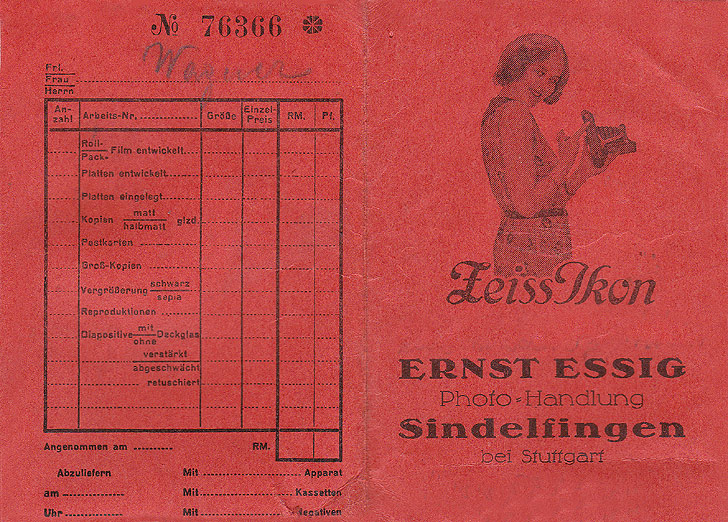 No 76366
Wagner
Frl.
Frau
Herrn
An-zahl Arbeits-Nr. Größe Einzel-Preis RM. Pf.
Roll-
Pack- Film entwickelt
Platten entwickelt
Platten eingelegt
Kopien matt halbmatt glzd.
Postkarten
Groß-Kopien
Vergrößerung schwarz sepia
Reproduktionen
Diapositive mit ohne Deckglas
verstärkt
abgeschwächt
retuschiert
Angenommen am RM.
Abzuliefern Mit Apparat
am Mit Kassetten
Uhr Mit Negativen
Zeiss Ikon
ERNST ESSIG
Photo-Handlung
Sindelfingen
bei Stuttgart